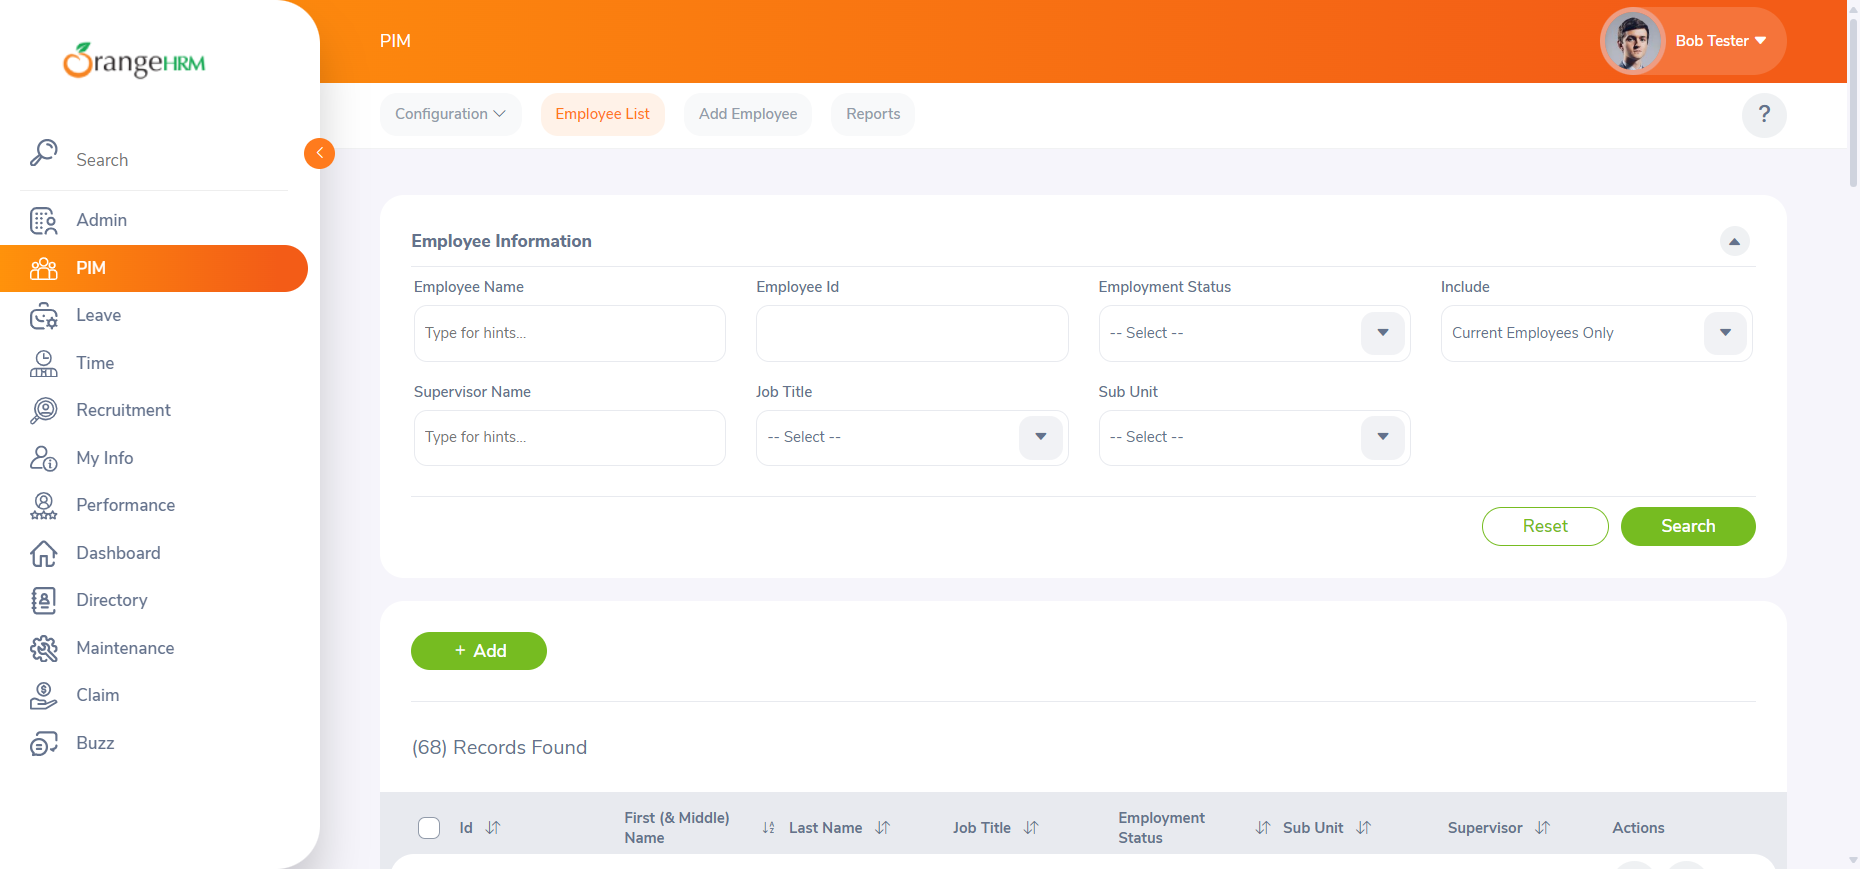 OrangeHRM
PIM
Bob Tester
Configuration
Employee List
Add Employee
Reports
?
Search
Admin
PIM
Leave
Time
Recruitment
My Info
Performance
Dashboard
Directory
Maintenance
Claim
Buzz
Employee Information
Employee Name
Employee Id
Employment Status
Include
Type for hints...
-- Select --
Current Employees Only
Supervisor Name
Job Title
Sub Unit
Type for hints...
-- Select --
-- Select --
Reset
Search
+ Add
(68) Records Found
Id
First (& Middle)
Name
Last Name
Job Title
Employment
Status
Sub Unit
Supervisor
Actions